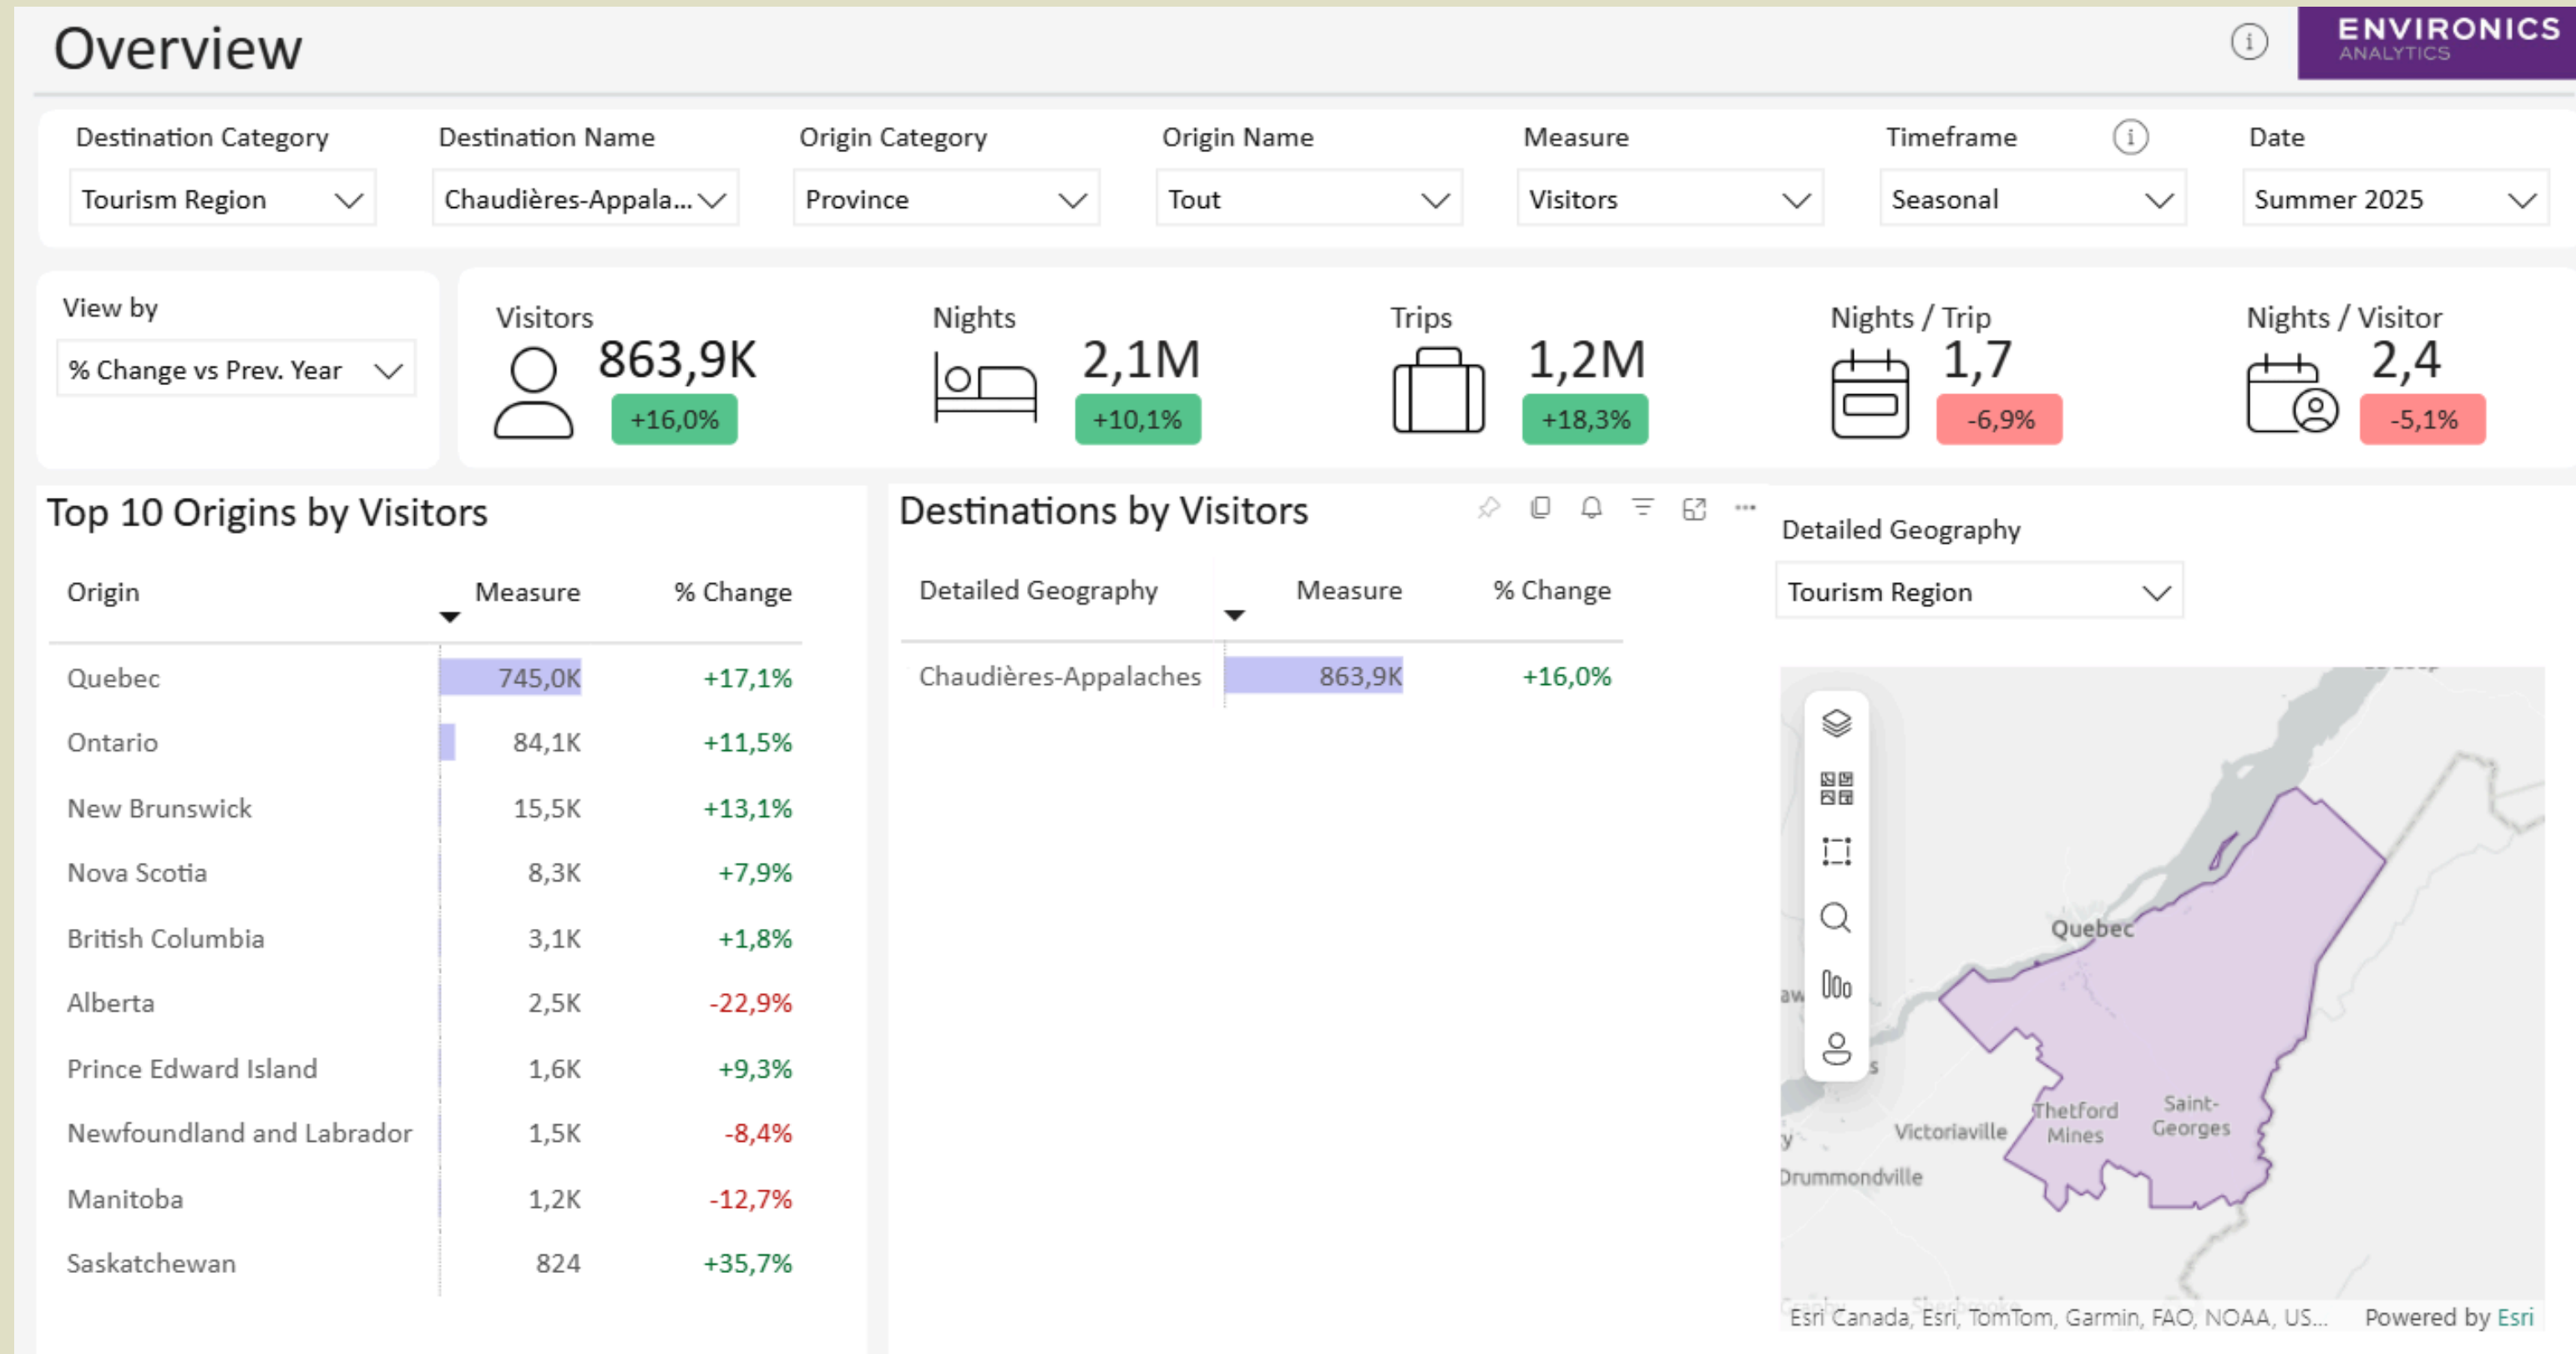 Overview
ENVIRONICS
ANALYTICS
Destination Category
Destination Name
Origin Category
Origin Name
Measure
Timeframe
Date
Tourism Region
Chaudières-Appala...
Province
Tout
Visitors
Seasonal
Summer 2025
View by
% Change vs Prev. Year
Visitors
863,9K
+16,0%
Nights
2,1M
+10,1%
Trips
1,2M
+18,3%
Nights / Trip
1,7
-6,9%
Nights / Visitor
2,4
-5,1%
Top 10 Origins by Visitors
Origin Measure % Change
Quebec 745,0K +17,1%
Ontario 84,1K +11,5%
New Brunswick 15,5K +13,1%
Nova Scotia 8,3K +7,9%
British Columbia 3,1K +1,8%
Alberta 2,5K -22,9%
Prince Edward Island 1,6K +9,3%
Newfoundland and Labrador 1,5K -8,4%
Manitoba 1,2K -12,7%
Saskatchewan 824 +35,7%
Destinations by Visitors
Detailed Geography Measure % Change
Chaudières-Appalaches 863,9K +16,0%
Detailed Geography
Tourism Region
Quebec
Thetford
Mines
Saint-
Georges
Victoriaville
Drummondville
Esri Canada, Esri, TomTom, Garmin, FAO, NOAA, US...
Powered by Esri